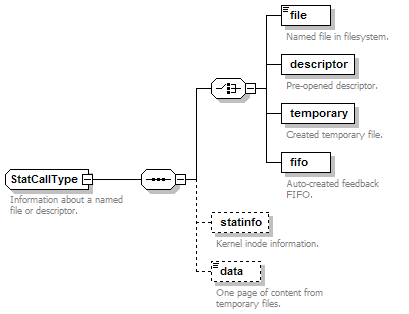 file
Named file in filesystem.
descriptor
Pre-opened descriptor.
temporary
Created temporary file.
fifo
Auto-created feedback
FIFO.
StatCallType
Information about a named
file or descriptor.
statinfo
Kernel inode information.
data
One page of content from
temporary files.